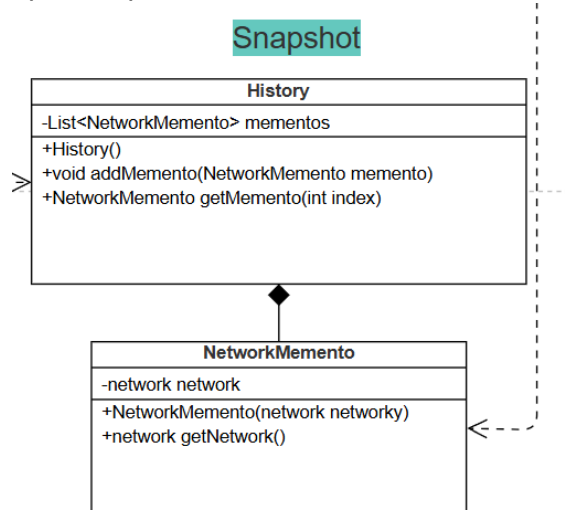 Snapshot
History
-List<NetworkMemento> mementos
+History()
+void addMemento(NetworkMemento memento)
+NetworkMemento getMemento(int index)
NetworkMemento
-network network
+NetworkMemento(network networky)
+network getNetwork()